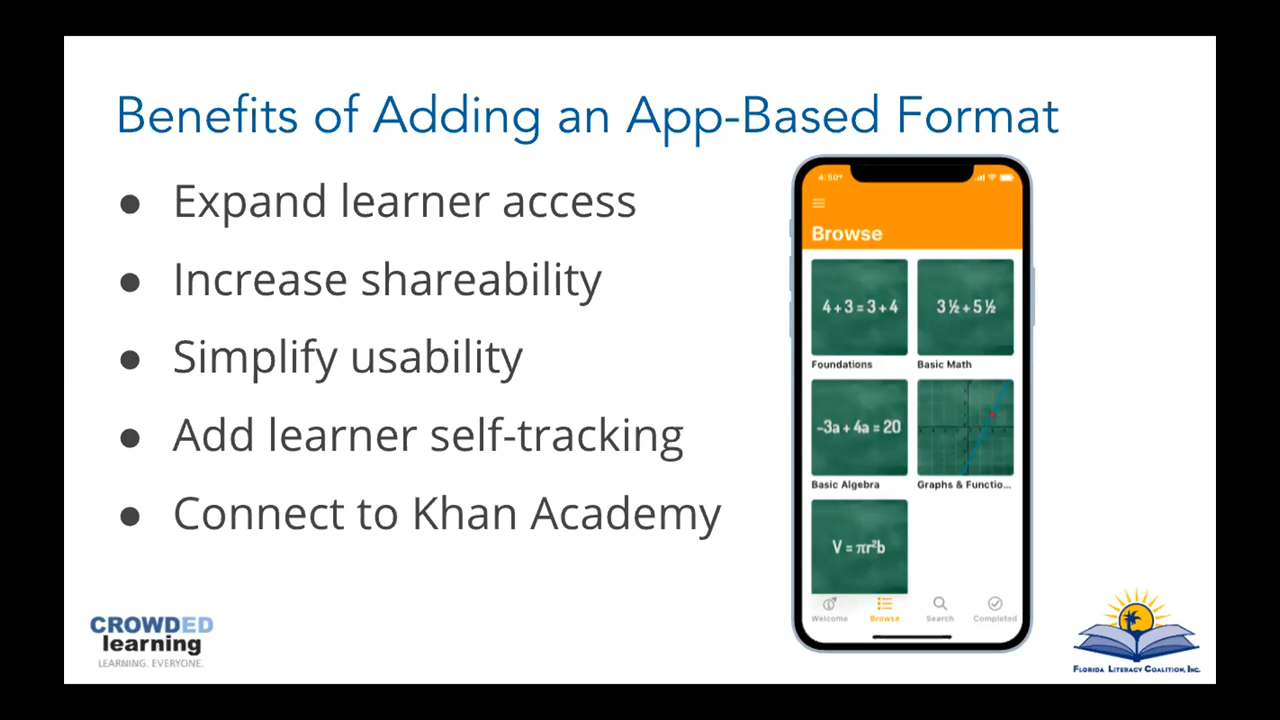 Benefits of Adding an App-Based Format
● Expand learner access
● Increase shareability
● Simplify usability
● Add learner self-tracking
● Connect to Khan Academy
4:50
Browse
4 + 3 = 3 + 4
3 ½ + 5 ½
Foundations
Basic Math
-3a + 4a = 20
Basic Algebra
Graphs & Functio...
V = πr²b
Welcome
Browse
Search
Completed
CROWDED
learning
LEARNING. EVERYONE.
FLORIDA LITERACY COALITION, INC.